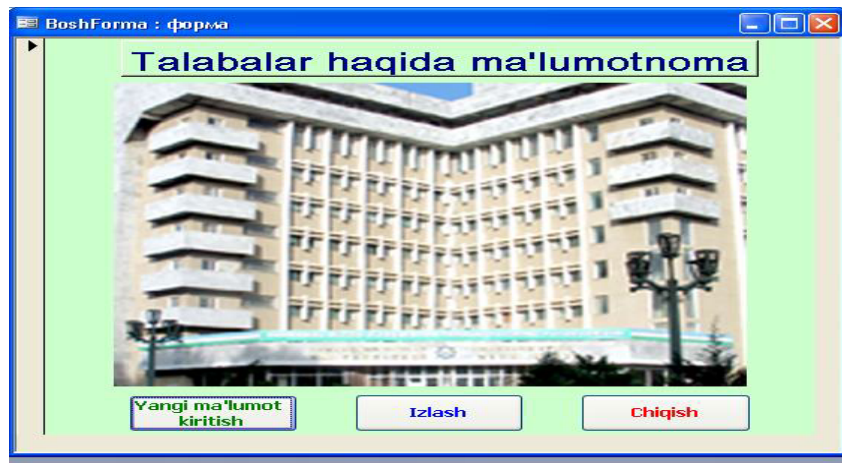 BoshForma : форма
Talabalar haqida ma'lumotnoma
Yangi ma'lumot
kiritish
Izlash
Chiqish